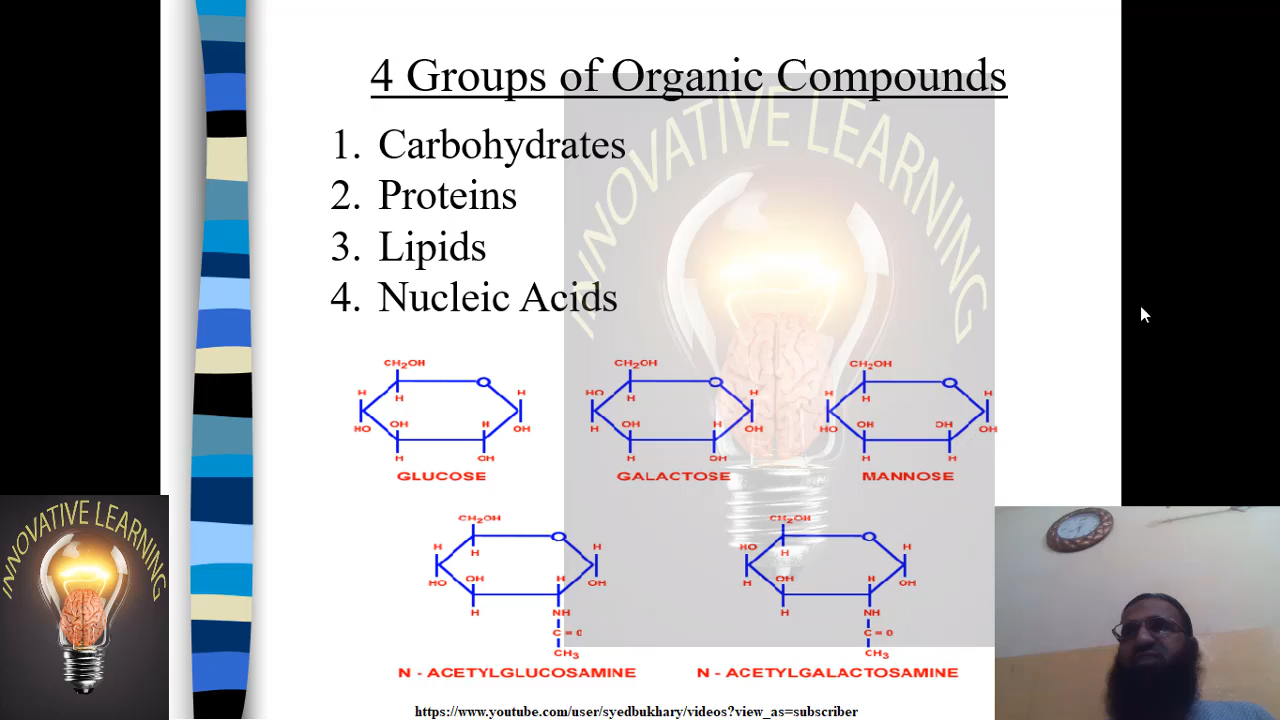 4 Groups of Organic Compounds
1. Carbohydrates
2. Proteins
3. Lipids
4. Nucleic Acids
INNOVATIVE LEARNING
CH2OH CH2OH CH2OH
H O H HO O H H O H
H H H
HO OH H OH H OH H OH HO OH OH OH
H OH H OH H H
GLUCOSE GALACTOSE MANNOSE
CH2OH CH2OH
H O H HO O H
H H
HO OH H OH H OH H OH
H NH H NH
C = O C = O
CH3 CH3
N - ACETYLGLUCOSAMINE N - ACETYLGALACTOSAMINE
https://www.youtube.com/user/syedbukhary/videos?view_as=subscriber
INNOVATIVE LEARNING